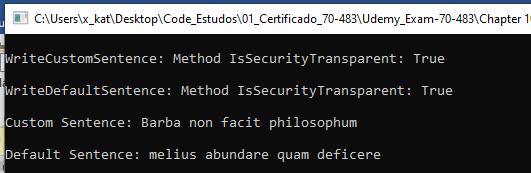 C:\Users\x_kat\Desktop\Code_Estudos\01_Certificado_70-483\Udemy_Exam-70-483\Chapter 1
WriteCustomSentence: Method IsSecurityTransparent: True
WriteDefaultSentence: Method IsSecurityTransparent: True
Custom Sentence: Barba non facit philosophum
Default Sentence: melius abundare quam deficere